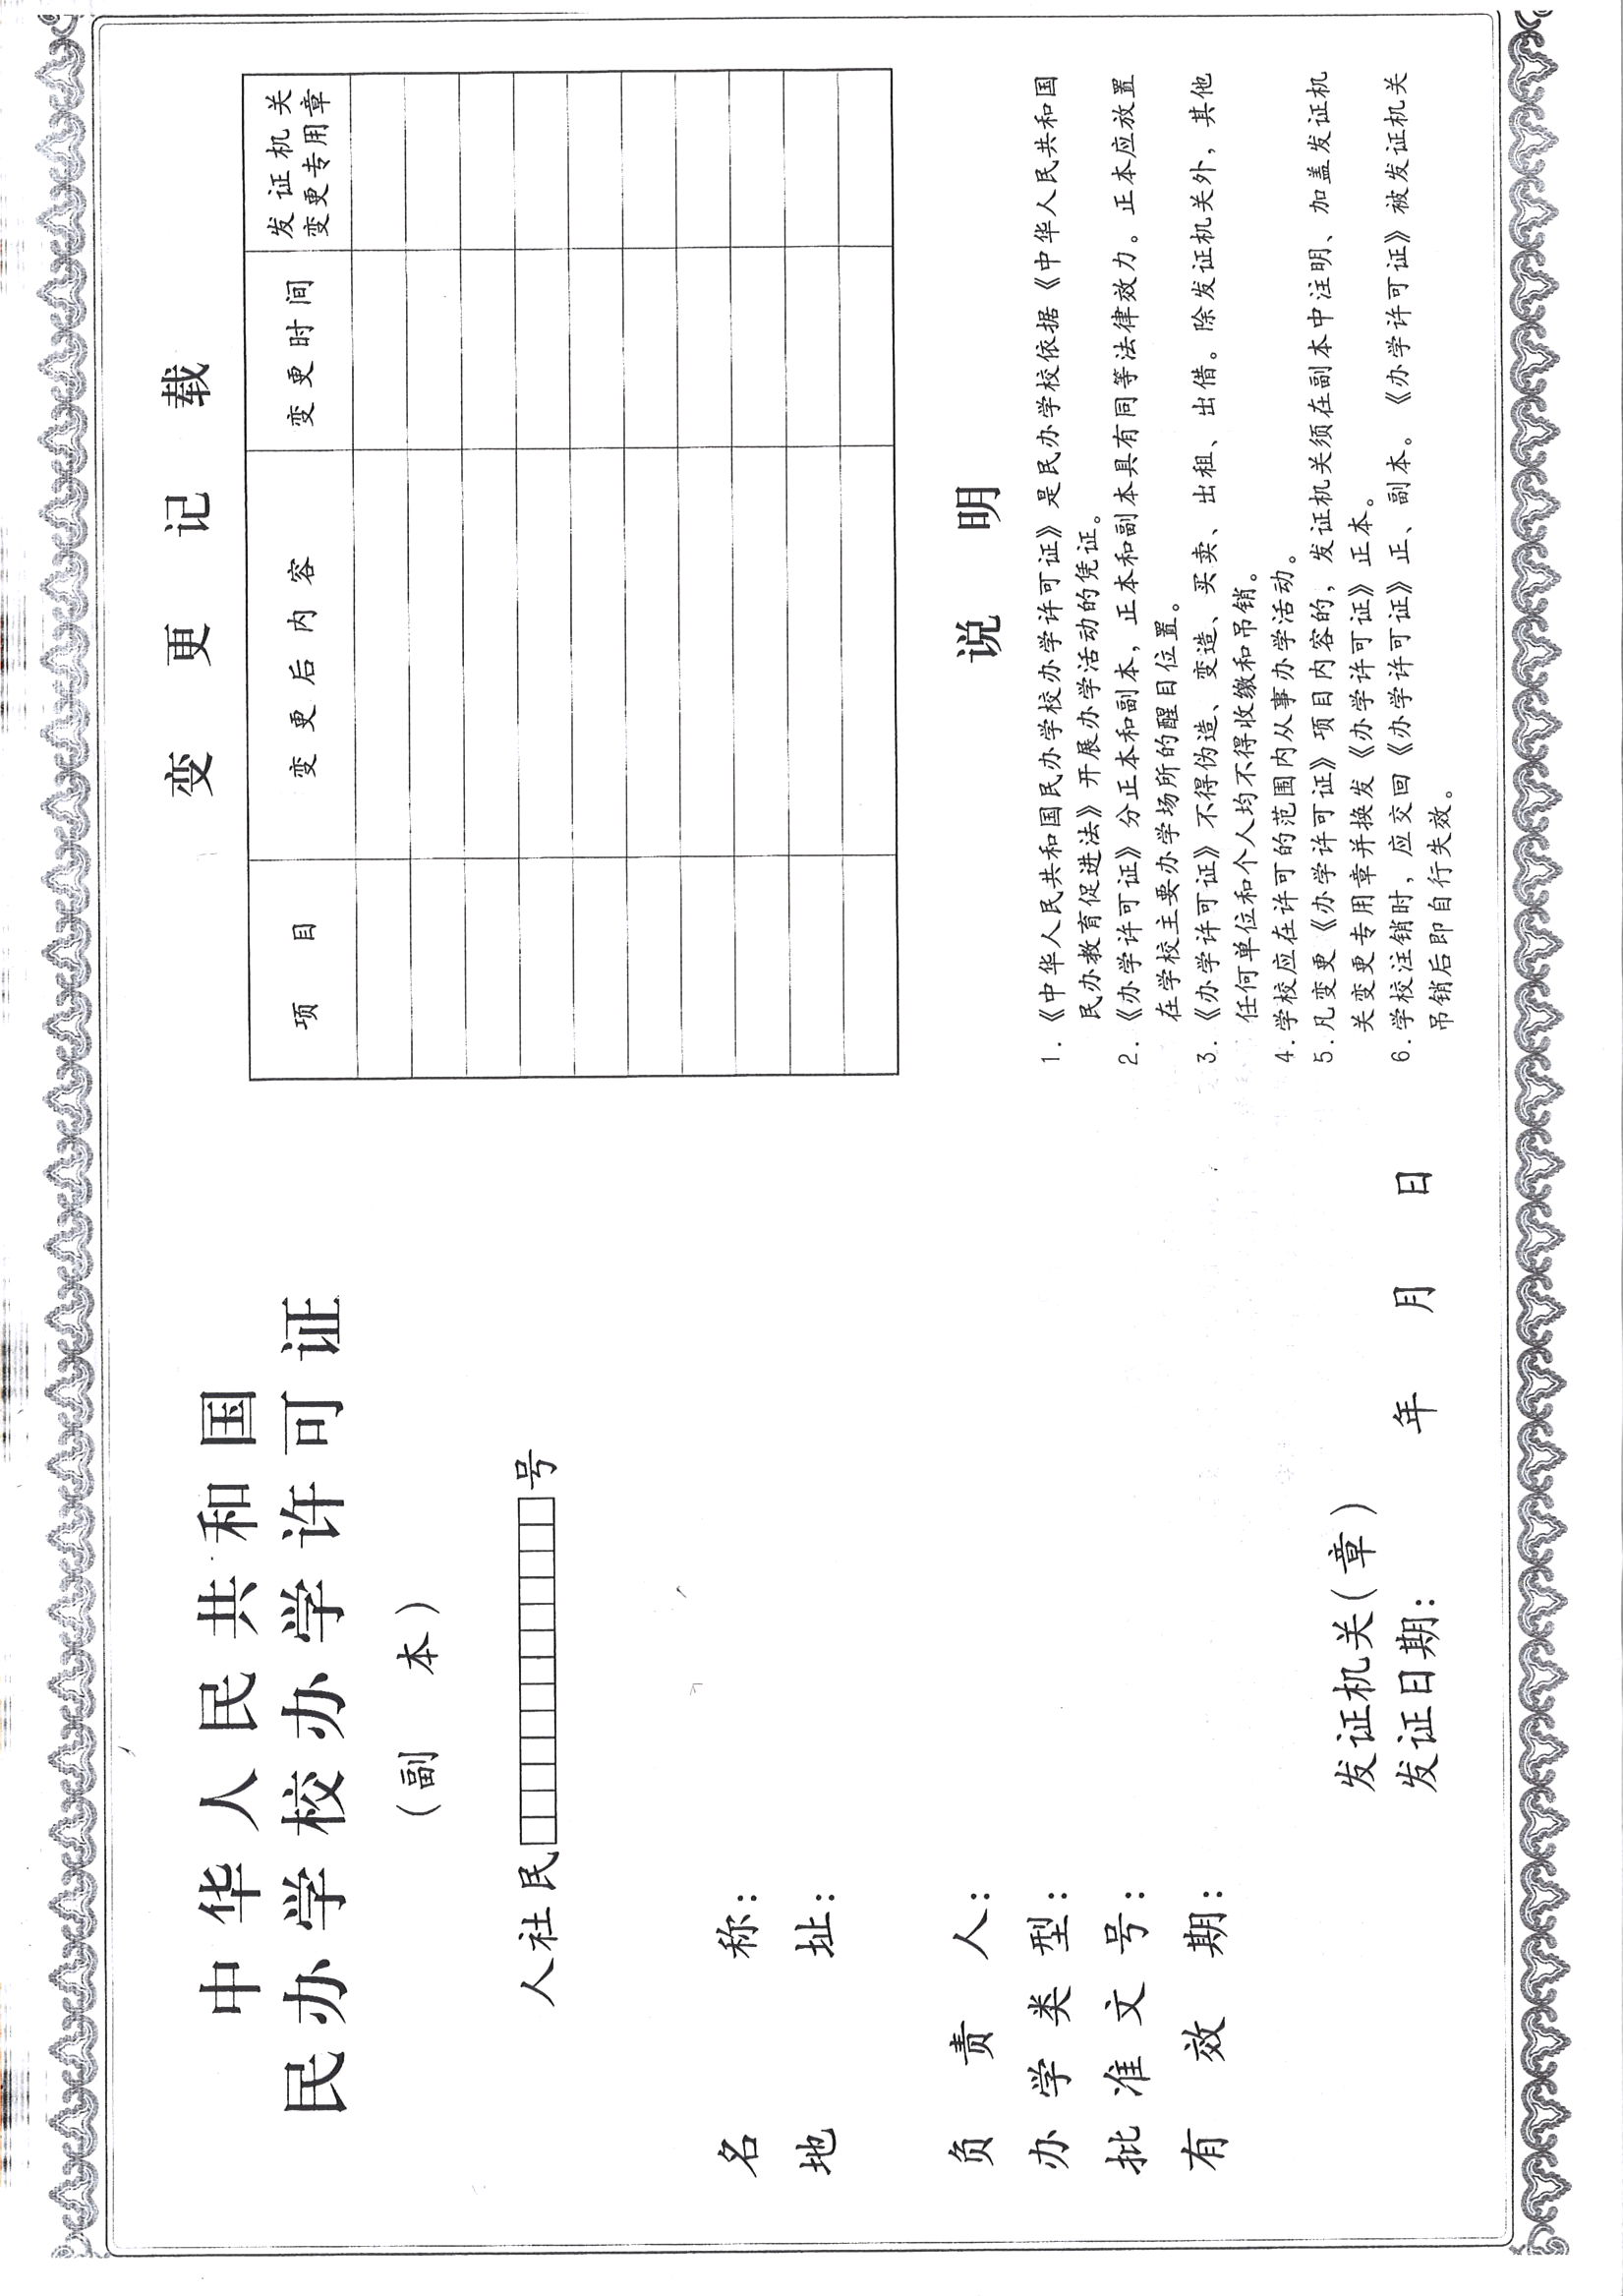 中华人民共和国
民办学校办学许可证
（副 本）
人社民 号
名 称：
地 址：
负 责 人：
办 学 类 型：
批 准 文 号：
有 效 期：
发证机关（章）
发证日期： 年 月 日
变 更 记 载
项 目 变更后内容 变更时间 发证机关
变更专用章
说 明
1.《中华人民共和国民办学校办学许可证》是民办学校依据《中华人民共和国
民办教育促进法》开展办学活动的凭证。
2.《办学许可证》分正本和副本，正本和副本具有同等法律效力。正本应放置
在学校主要办学场所的醒目位置。
3.《办学许可证》不得伪造、变造、买卖、出租、出借。除发证机关外，其他
任何单位和个人均不得收缴和吊销。
4.学校应在许可的范围内从事办学活动。
5.凡变更《办学许可证》项目内容的，发证机关须在副本中注明、加盖发证机
关变更专用章并换发《办学许可证》正本。
6.学校注销时，应交回《办学许可证》正、副本。《办学许可证》被发证机关
吊销后即自行失效。